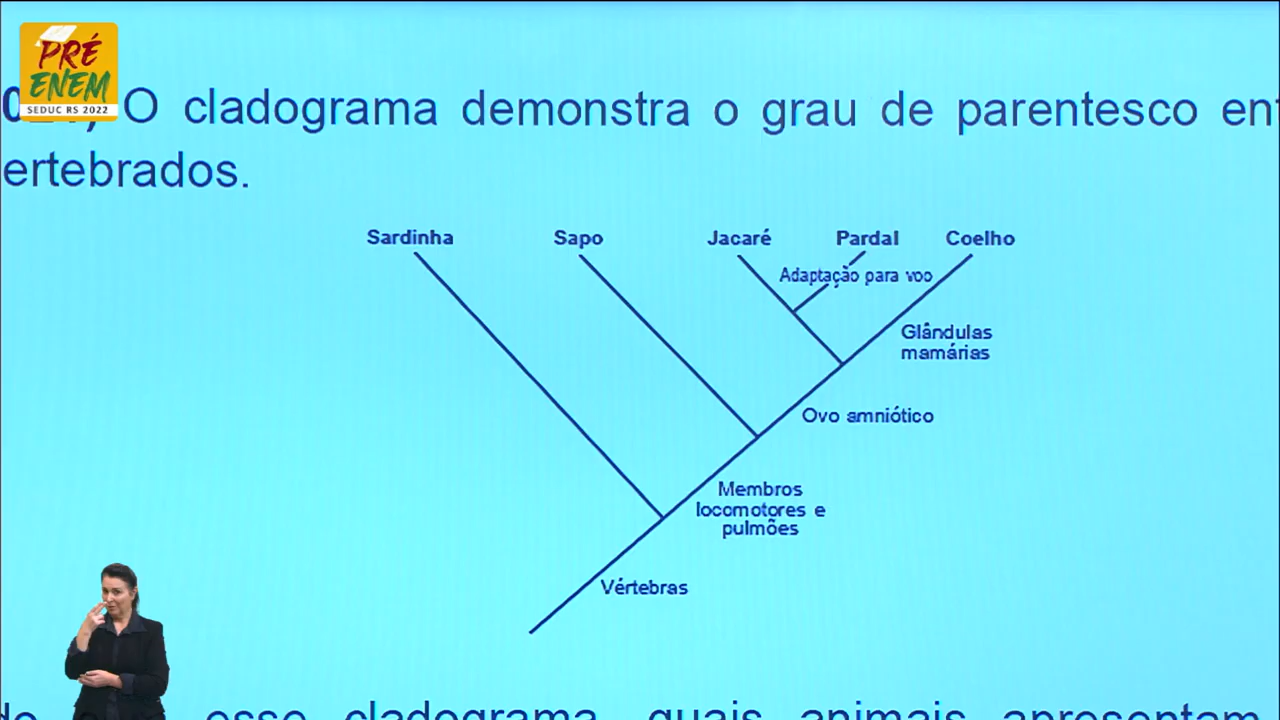 PRÉ
ENEM
SEDUC RS 2022
O cladograma demonstra o grau de parentesco
ertebrados.
Sardinha Sapo Jacaré Pardal Coelho
Adaptação para voo
Glândulas
mamárias
Ovo amniótico
Membros
locomotores e
pulmões
Vértebras
esse cladograma, quais animais apresentam